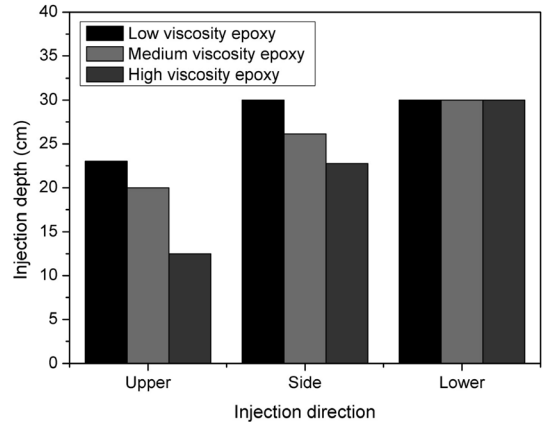 Low viscosity epoxy
Medium viscosity epoxy
High viscosity epoxy
40
35
30
25
20
15
10
5
0
Injection depth (cm)
Upper Side Lower
Injection direction